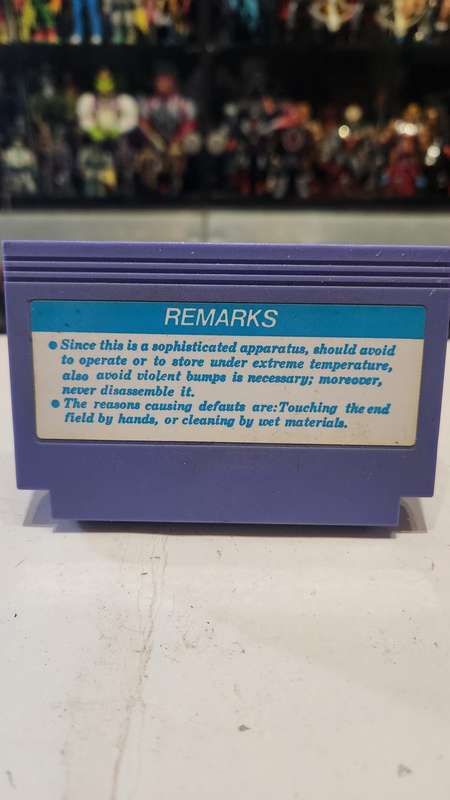 REMARKS
● Since this is a sophisticated apparatus, should avoid
to operate or to store under extreme temperature,
also avoid violent bumps is necessary; moreover,
never disassemble it.
● The reasons causing defauts are:Touching the end
field by hands, or cleaning by wet materials.